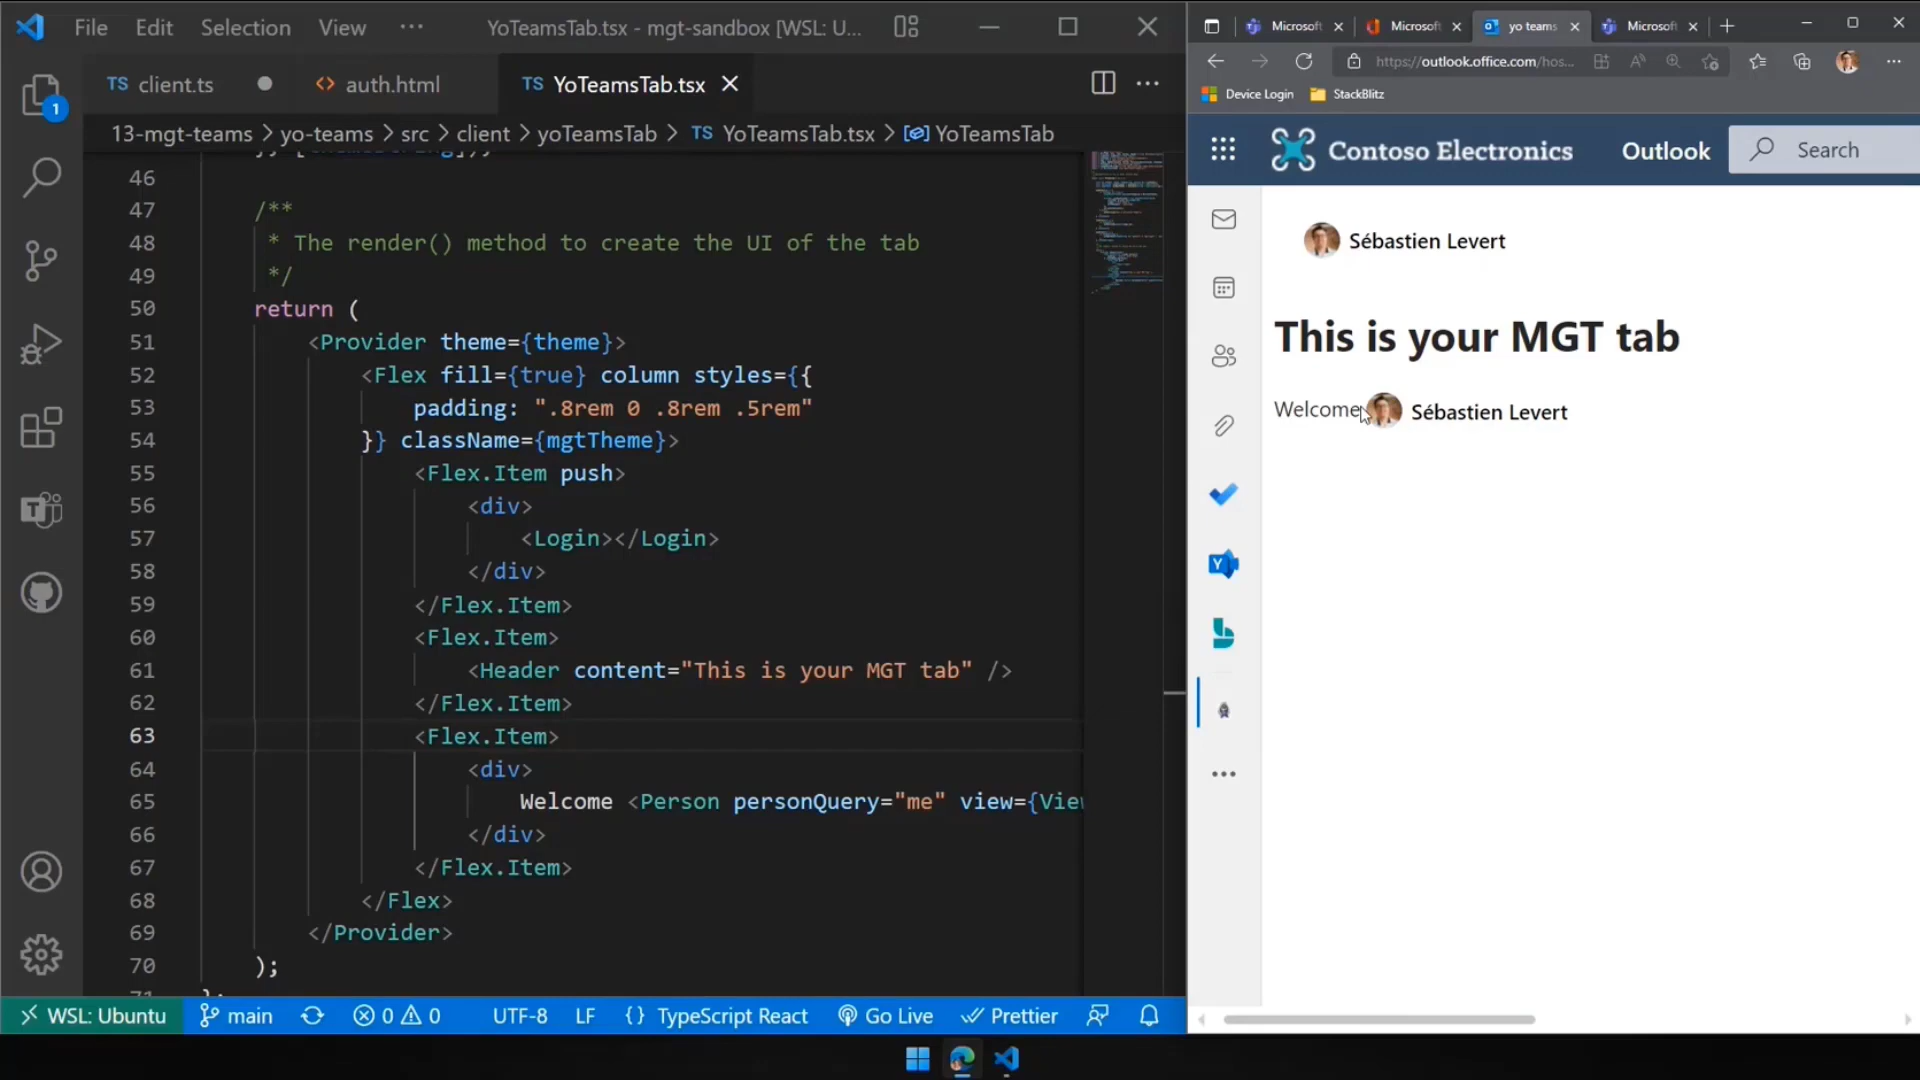 File Edit Selection View ··· YoTeamsTab.tsx - mgt-sandbox [WSL: U...
TS client.ts ● <> auth.html TS YoTeamsTab.tsx
1
13-mgt-teams > yo-teams > src > client > yoTeamsTab > TS YoTeamsTab.tsx > YoTeamsTab
46
47 /**
48 * The render() method to create the UI of the tab
49 */
50 return (
51 <Provider theme={theme}>
52 <Flex fill={true} column styles={{
53 padding: ".8rem 0 .8rem .5rem"
54 }} className={mgtTheme}>
55 <Flex.Item push>
56 <div>
57 <Login></Login>
58 </div>
59 </Flex.Item>
60 <Flex.Item>
61 <Header content="This is your MGT tab" />
62 </Flex.Item>
63 <Flex.Item>
64 <div>
65 Welcome <Person personQuery="me" view={Vie
66 </div>
67 </Flex.Item>
68 </Flex>
69 </Provider>
70 );
WSL: Ubuntu main 0 0 UTF-8 LF {} TypeScript React Go Live Prettier
Microsoft Microsoft yo teams Microsoft
https://outlook.office.com/hos...
Device Login StackBlitz
Contoso Electronics Outlook Search
Sébastien Levert
This is your MGT tab
Welcome Sébastien Levert